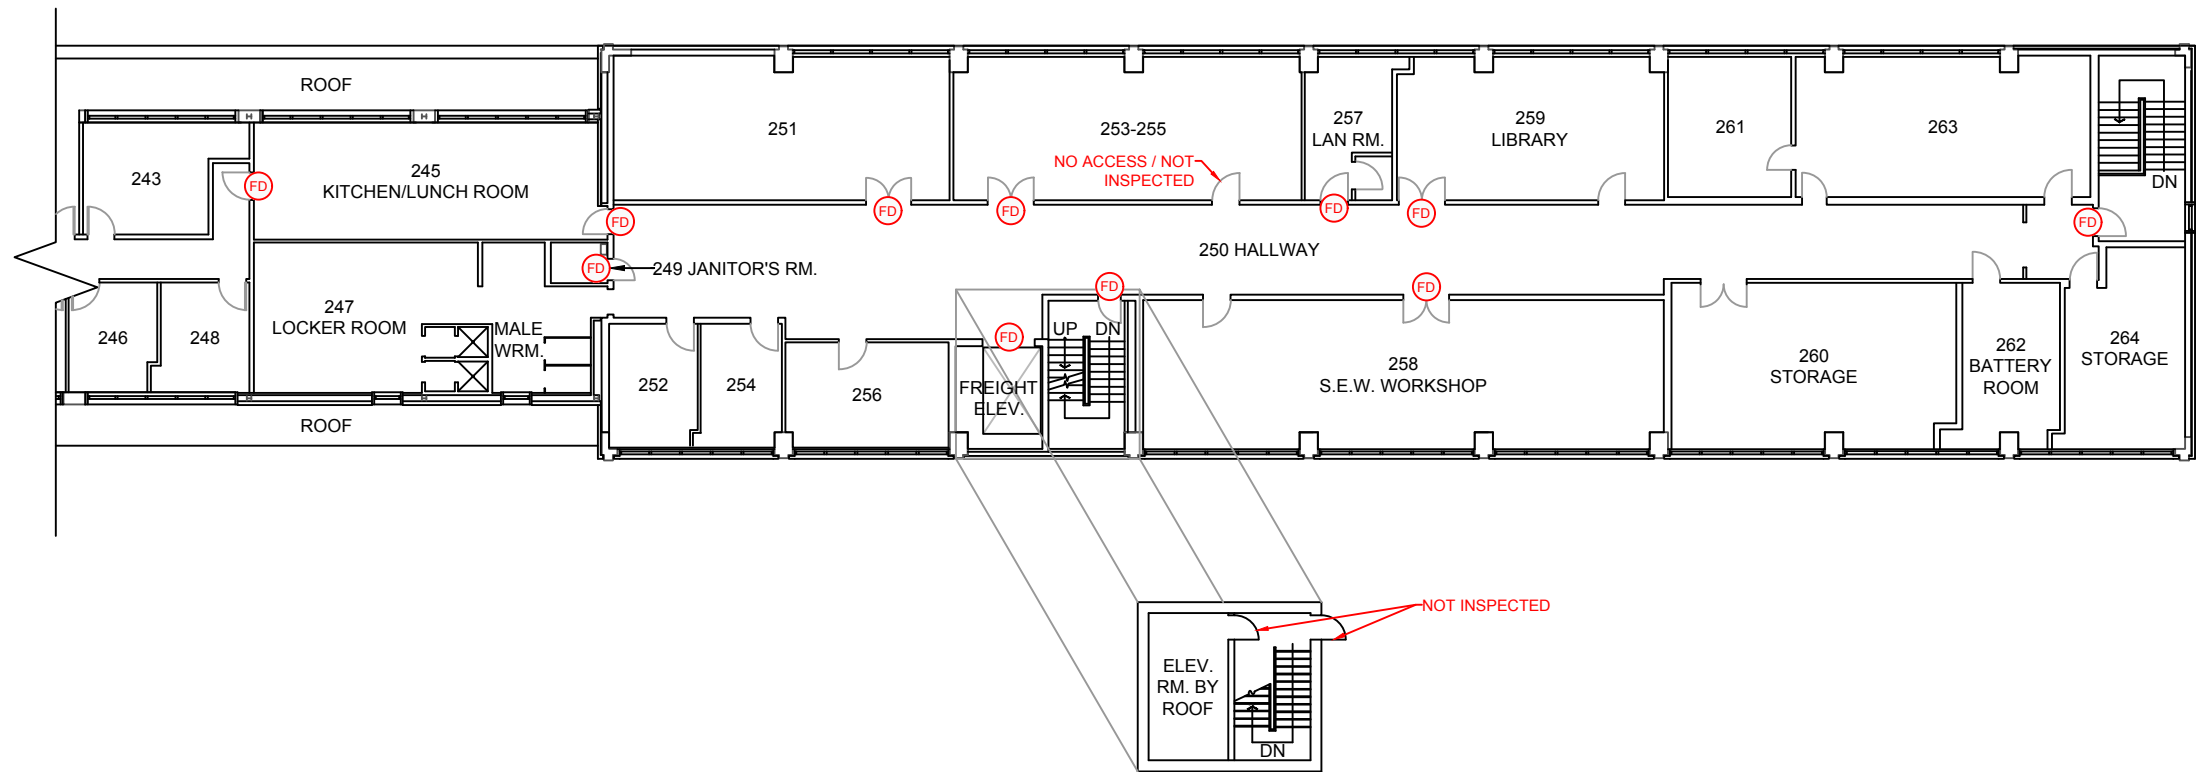 ROOF
243
245
KITCHEN/LUNCH ROOM
FD
FD
251
FD
253-255
NO ACCESS / NOT
INSPECTED
FD
257
LAN RM.
FD
259
LIBRARY
FD
261
263
DN
FD
250 HALLWAY
FD
249 JANITOR'S RM.
246
248
247
LOCKER ROOM
MALE
WRM.
ROOF
252
254
256
FD
FREIGHT
ELEV.
FD
UP
DN
FD
258
S.E.W. WORKSHOP
260
STORAGE
262
BATTERY
ROOM
264
STORAGE
NOT INSPECTED
ELEV.
RM. BY
ROOF
DN